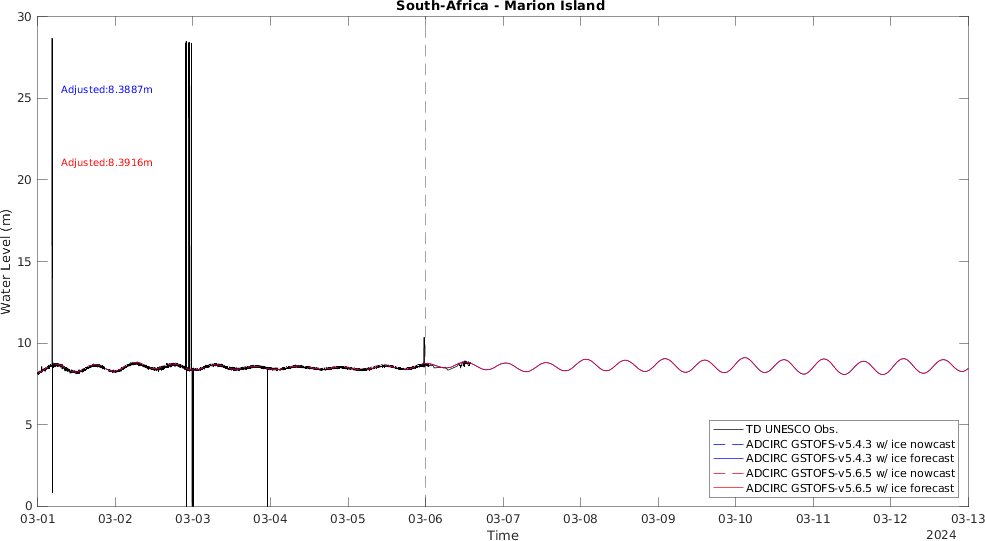 South-Africa - Marion Island
30
25
20
15
10
5
0
Water Level (m)
Adjusted:8.3887m
Adjusted:8.3916m
TD UNESCO Obs.
ADCIRC GSTOFS-v5.4.3 w/ ice nowcast
ADCIRC GSTOFS-v5.4.3 w/ ice forecast
ADCIRC GSTOFS-v5.6.5 w/ ice nowcast
ADCIRC GSTOFS-v5.6.5 w/ ice forecast
03-01 03-02 03-03 03-04 03-05 03-06 03-07 03-08 03-09 03-10 03-11 03-12 03-13
Time
2024